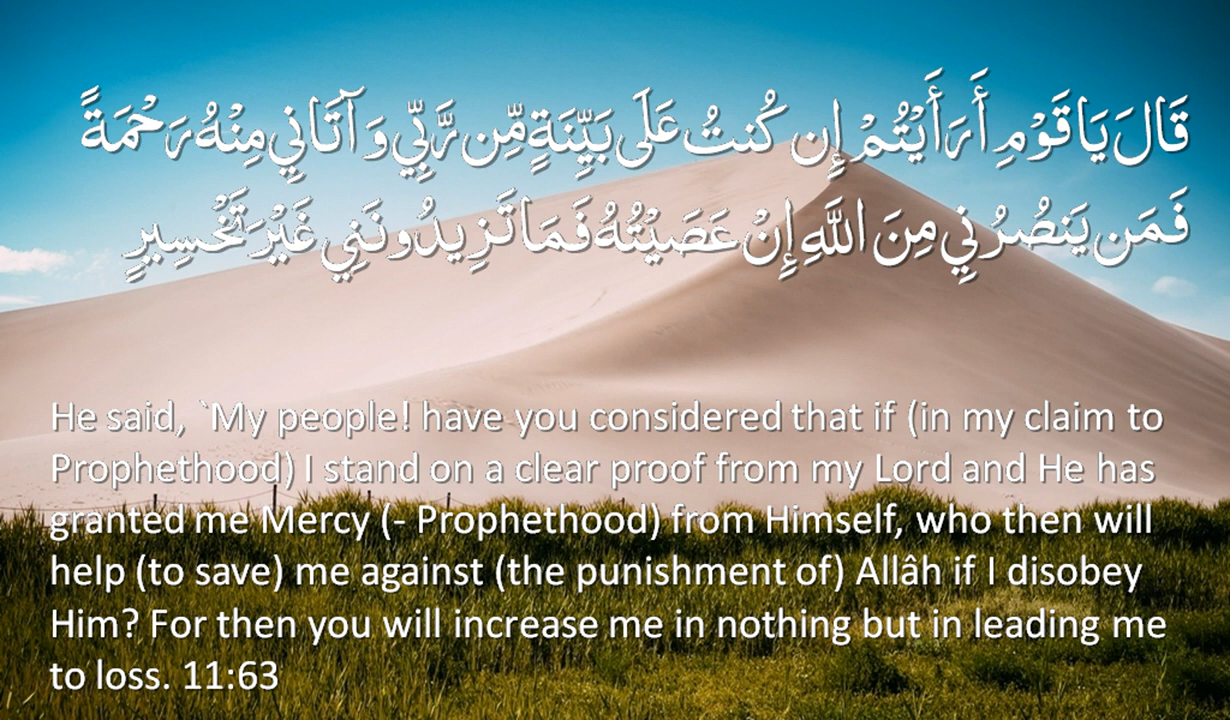 قَالَ يَا قَوْمِ أَرَأَيْتُمْ إِن كُنتُ عَلَى بَيِّنَةٍ مِّن رَّبِّي وَآتَانِي مِنْهُ رَحْمَةً
فَمَن يَنصُرُنِي مِنَ اللَّهِ إِنْ عَصَيْتُهُ فَمَا تَزِيدُونَنِي غَيْرَ تَخْسِيرٍ
He said, `My people! have you considered that if (in my claim to
Prophethood) I stand on a clear proof from my Lord and He has
granted me Mercy (- Prophethood) from Himself, who then will
help (to save) me against (the punishment of) Allâh if I disobey
Him? For then you will increase me in nothing but in leading me
to loss. 11:63